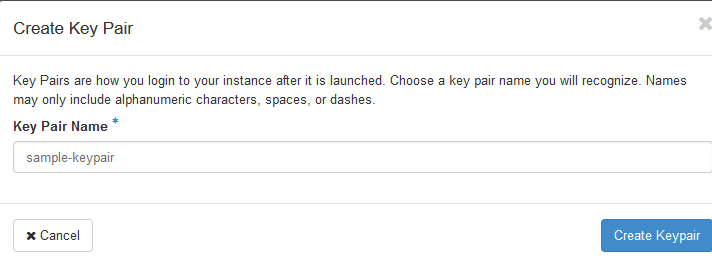 Create Key Pair
Key Pairs are how you login to your instance after it is launched. Choose a key pair name you will recognize. Names
may only include alphanumeric characters, spaces, or dashes.
Key Pair Name *
sample-keypair
✖ Cancel
Create Keypair